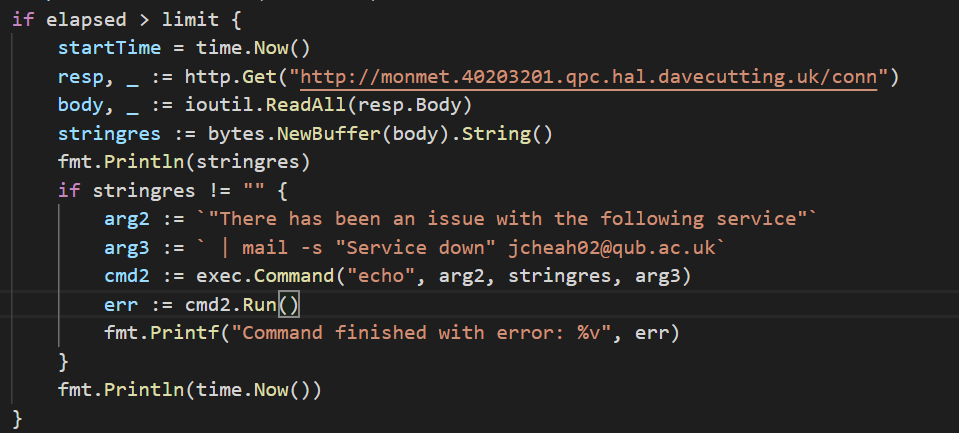 if elapsed > limit {
    startTime = time.Now()
    resp, _ := http.Get("http://monmet.40203201.qpc.hal.davecutting.uk/conn")
    body, _ := ioutil.ReadAll(resp.Body)
    stringres := bytes.NewBuffer(body).String()
    fmt.Println(stringres)
    if stringres != "" {
        arg2 := `"There has been an issue with the following service"`
        arg3 := ` | mail -s "Service down" jcheah02@qub.ac.uk`
        cmd2 := exec.Command("echo", arg2, stringres, arg3)
        err := cmd2.Run()
        fmt.Printf("Command finished with error: %v", err)
    }
    fmt.Println(time.Now())
}